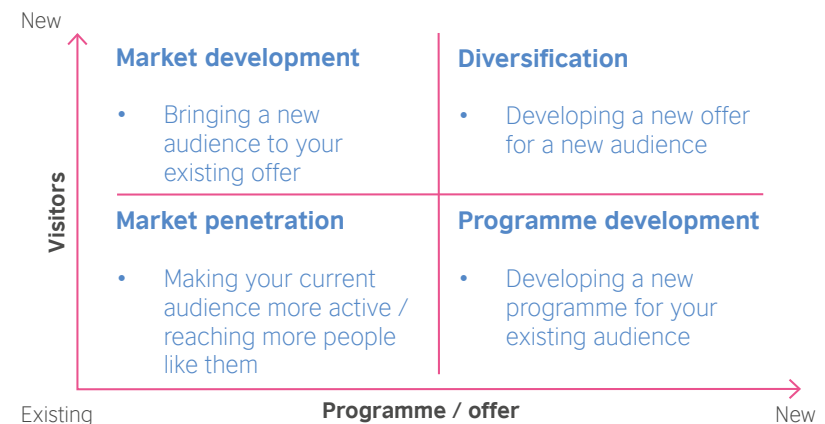 New
Market development
• Bringing a new
audience to your
existing offer
Diversification
• Developing a new offer
for a new audience
Visitors
Market penetration
• Making your current
audience more active /
reaching more people
like them
Programme development
• Developing a new
programme for your
existing audience
Existing
Programme / offer
New